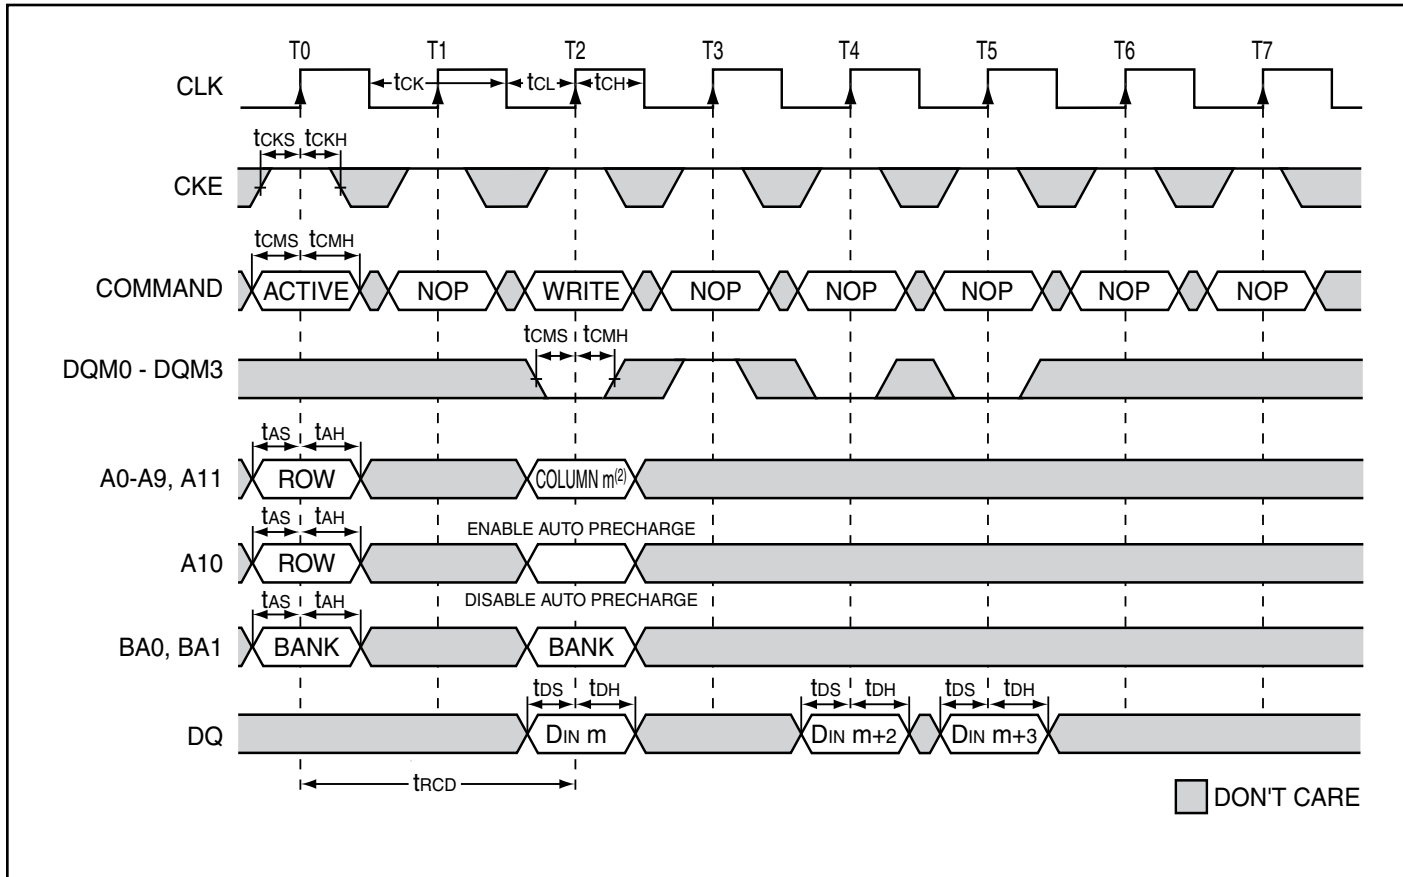 T0 T1 T2 T3 T4 T5 T6 T7
CLK tCK tCL tCH
tCKS tCKH
CKE
tCMS tCMH
COMMAND ACTIVE NOP WRITE NOP NOP NOP NOP NOP
tCMS tCMH
DQM0 - DQM3
tAS tAH
A0-A9, A11 ROW COLUMN m(2)
tAS tAH ENABLE AUTO PRECHARGE
A10 ROW
tAS tAH DISABLE AUTO PRECHARGE
BA0, BA1 BANK BANK
tDS tDH tDS tDH tDS tDH
DQ DIN m DIN m+2 DIN m+3
tRCD
DON'T CARE